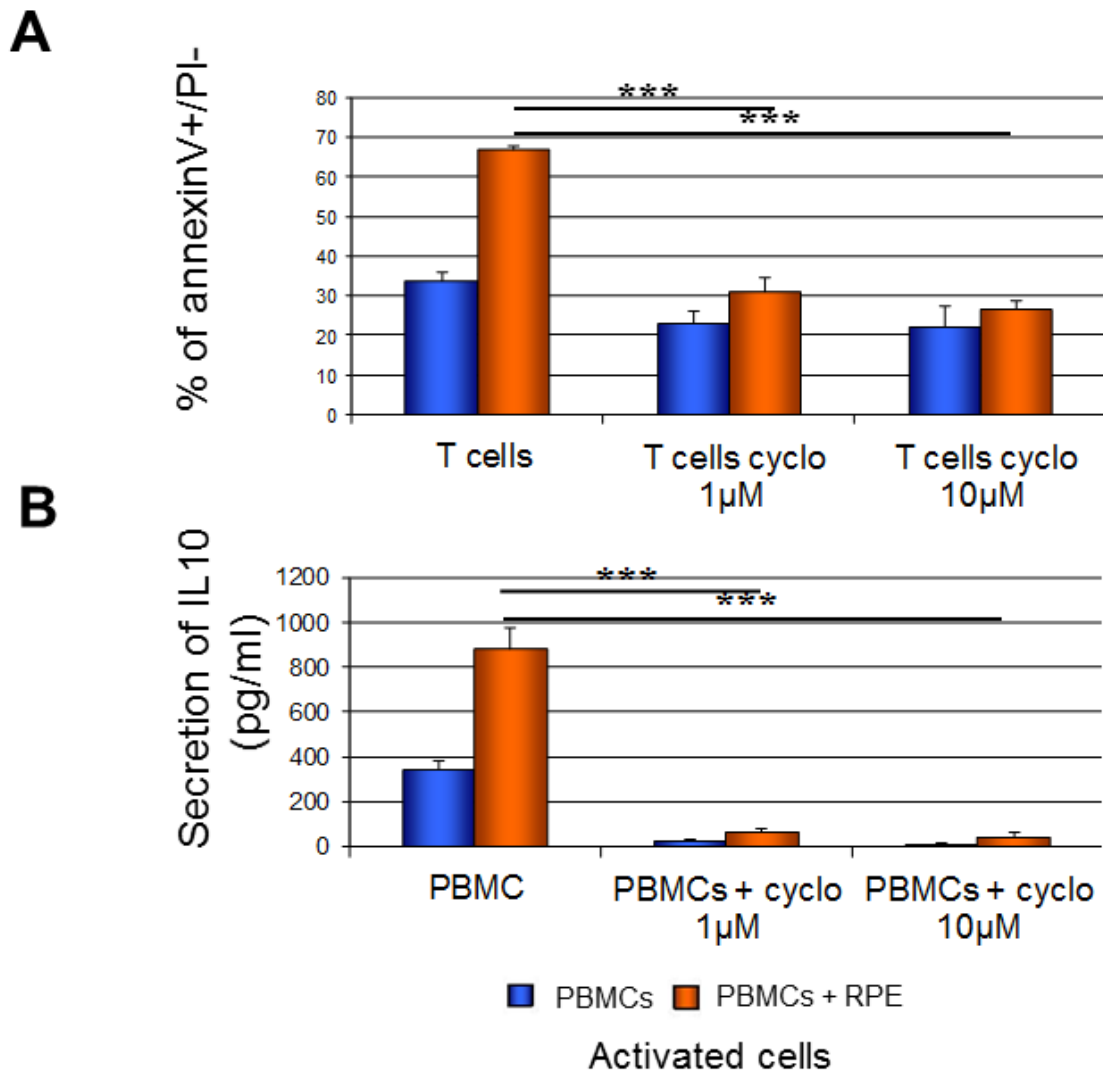 A
% of annexinV+/PI-
***
***
80
70
60
50
40
30
20
10
0
T cells
T cells cyclo
1µM
T cells cyclo
10µM
B
Secretion of IL10
(pg/ml)
***
***
1200
1000
800
600
400
200
0
PBMC
PBMCs + cyclo
1µM
PBMCs + cyclo
10µM
PBMCs
PBMCs + RPE
Activated cells